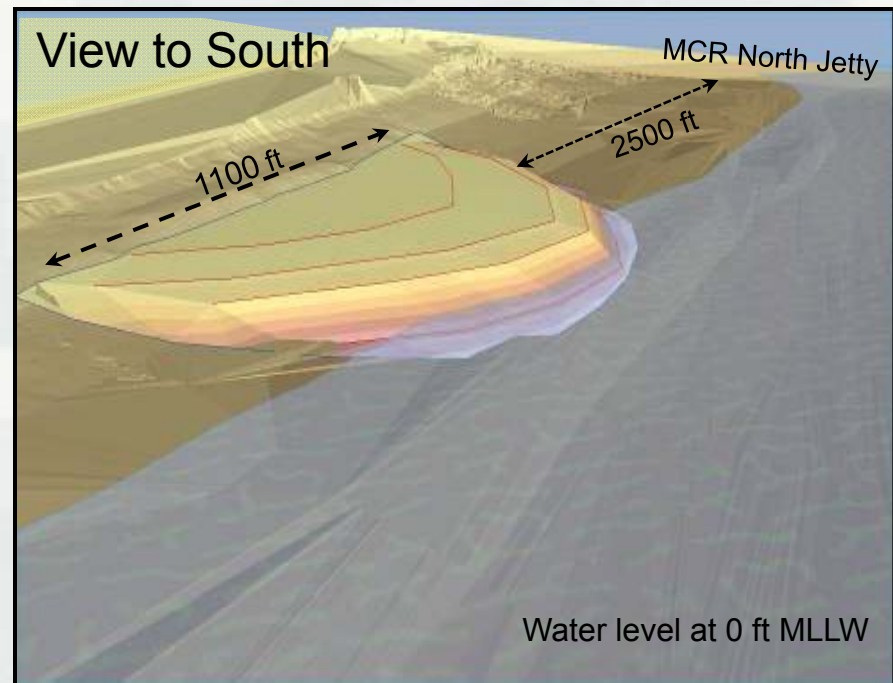 View to South
MCR North Jetty
1100 ft
2500 ft
Water level at 0 ft MLLW